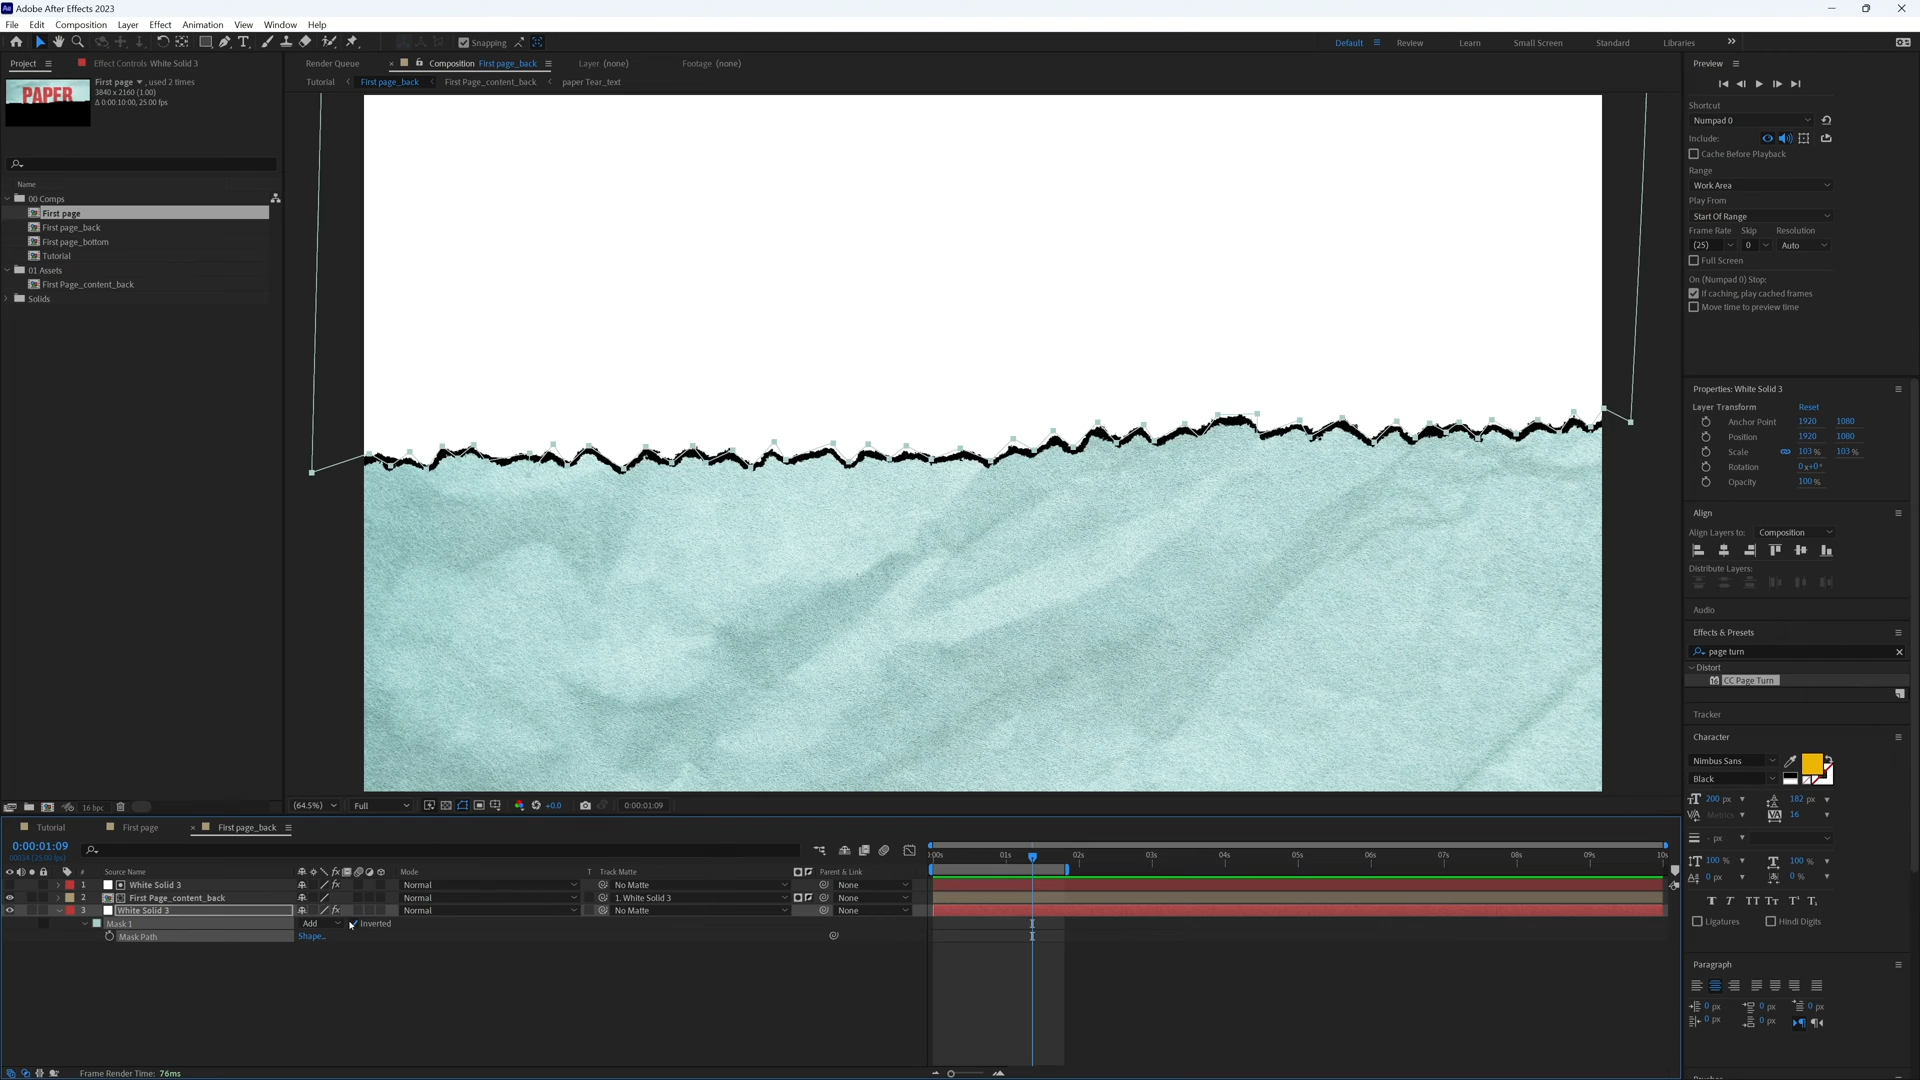 Adobe After Effects 2023
File Edit Composition Layer Effect Animation View Window Help
Snapping
Default Review Learn Small Screen Standard Libraries
Project Effect Controls White Solid 3
Render Queue Composition First page_back Layer (none) Footage (none)
Tutorial First page_back First Page_content_back paper Tear_text
First page , used 2 times
3840 x 2160 (1.00)
Δ 0:00:10:00, 25.00 fps
PAPER
Name
00 Comps
First page
First page_back
First page_bottom
Tutorial
01 Assets
First Page_content_back
Solids
16 bpc
(64.5%) Full +0.0 0:00:01:09
Preview
Shortcut
Numpad 0
Include:
Cache Before Playback
Range
Work Area
Play From
Start Of Range
Frame Rate Skip Resolution
(25) 0 Auto
Full Screen
On (Numpad 0) Stop:
If caching, play cached frames
Move time to preview time
Properties: White Solid 3
Layer Transform Reset
Anchor Point 1920 1080
Position 1920 1080
Scale 103 % 103 %
Rotation 0x+0°
Opacity 100 %
Align
Align Layers to: Composition
Distribute Layers:
Audio
Effects & Presets
page turn
Distort
16 CC Page Turn
Tracker
Character
Nimbus Sans
Black
200 px 182 px
Metrics 16
- px
100 % 100 %
0 px 0 %
Ligatures Hindi Digits
Paragraph
0 px 0 px 0 px
0 px 0 px
Tutorial First page First page_back
0:00:01:09
00034 (25.00 fps)
# Source Name Mode T Track Matte Parent & Link
1 White Solid 3 Normal No Matte None
2 First Page_content_back Normal 1. White Solid 3 None
3 White Solid 3 Normal No Matte None
Mask 1 Add Inverted
Mask Path Shape...
:00s 01s 02s 03s 04s 05s 06s 07s 08s 09s 10s
Frame Render Time: 76ms